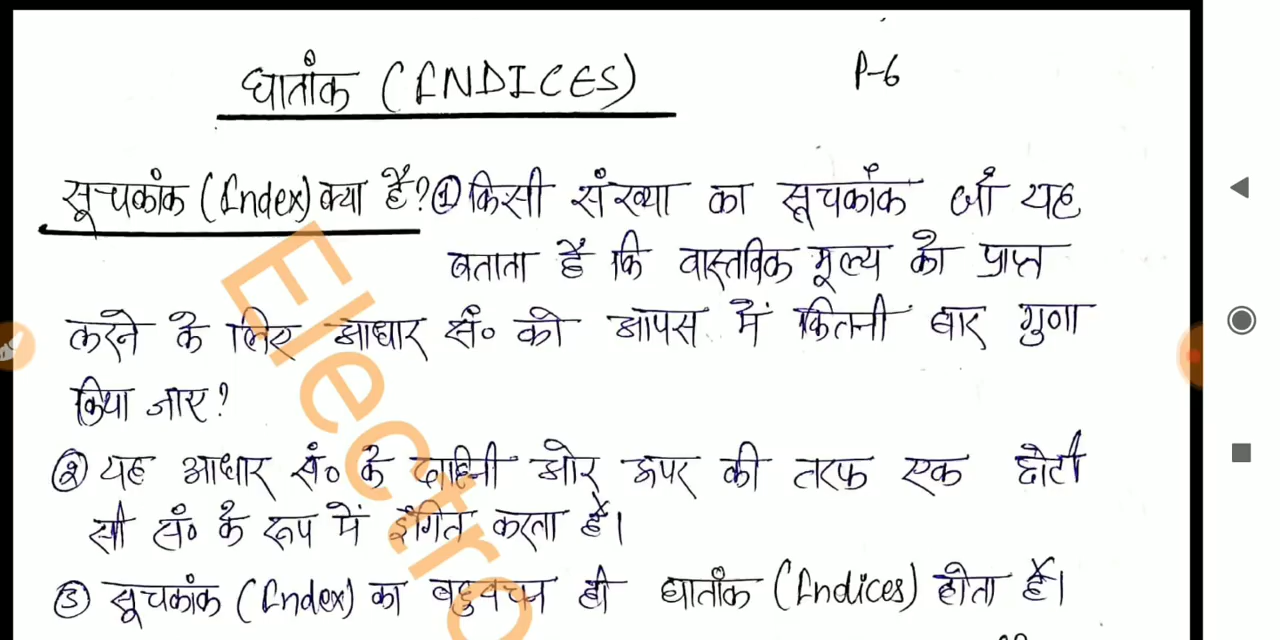 घातांक (INDICES)
P-6
सूचकांक (Index) क्या है? ① किसी संख्या का सूचकांक जो यह
बताता है कि वास्तविक मूल्य को प्राप्त
करने के लिए आधार सं० को आपस में कितनी बार गुणा
किया जाए?
② यह आधार सं० के दाहिनी ओर ऊपर की तरफ एक छोटी
सी सं० के रूप में इंगित करता है।
③ सूचकांक (Index) का बहुवचन ही घातांक (Indices) होता है।
Electro